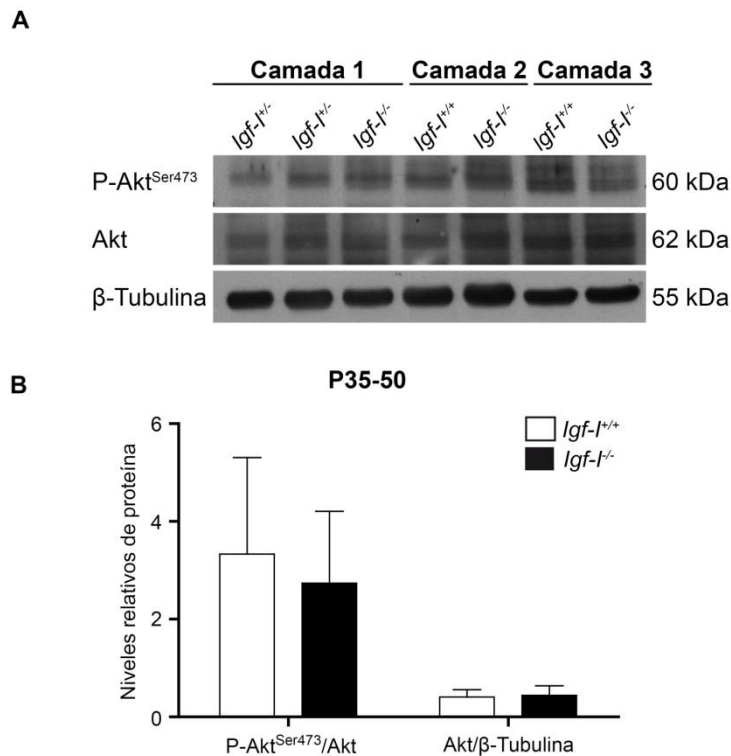 A
Camada 1 Camada 2 Camada 3
Igf-I+/- Igf-I+/- Igf-I-/- Igf-I+/+ Igf-I-/- Igf-I+/+ Igf-I-/-
P-AktSer473 60 kDa
Akt 62 kDa
β-Tubulina 55 kDa
B
P35-50
Niveles relativos de proteína
6
4
2
0
Igf-I+/+
Igf-I-/-
P-AktSer473/Akt Akt/β-Tubulina